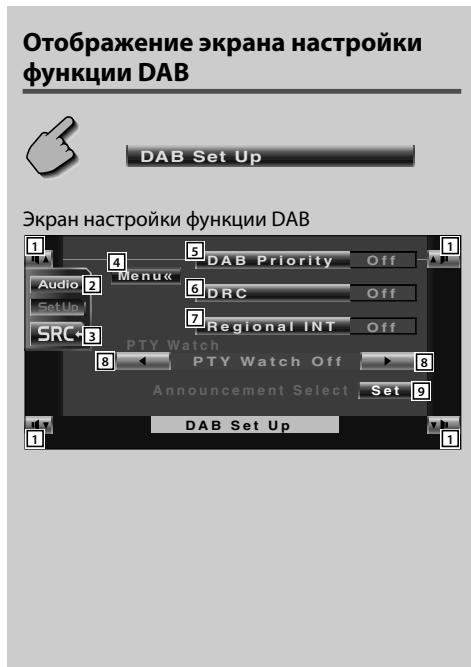 Отображение экрана настройки
функции DAB
DAB Set Up
Экран настройки функции DAB
1 1
5 DAB Priority Off
4 Menu«
Audio 2
6 DRC Off
SetUp
7 Regional INT Off
SRC 3
PTY Watch
8 PTY Watch Off 8
Announcement Select Set 9
DAB Set Up
1 1